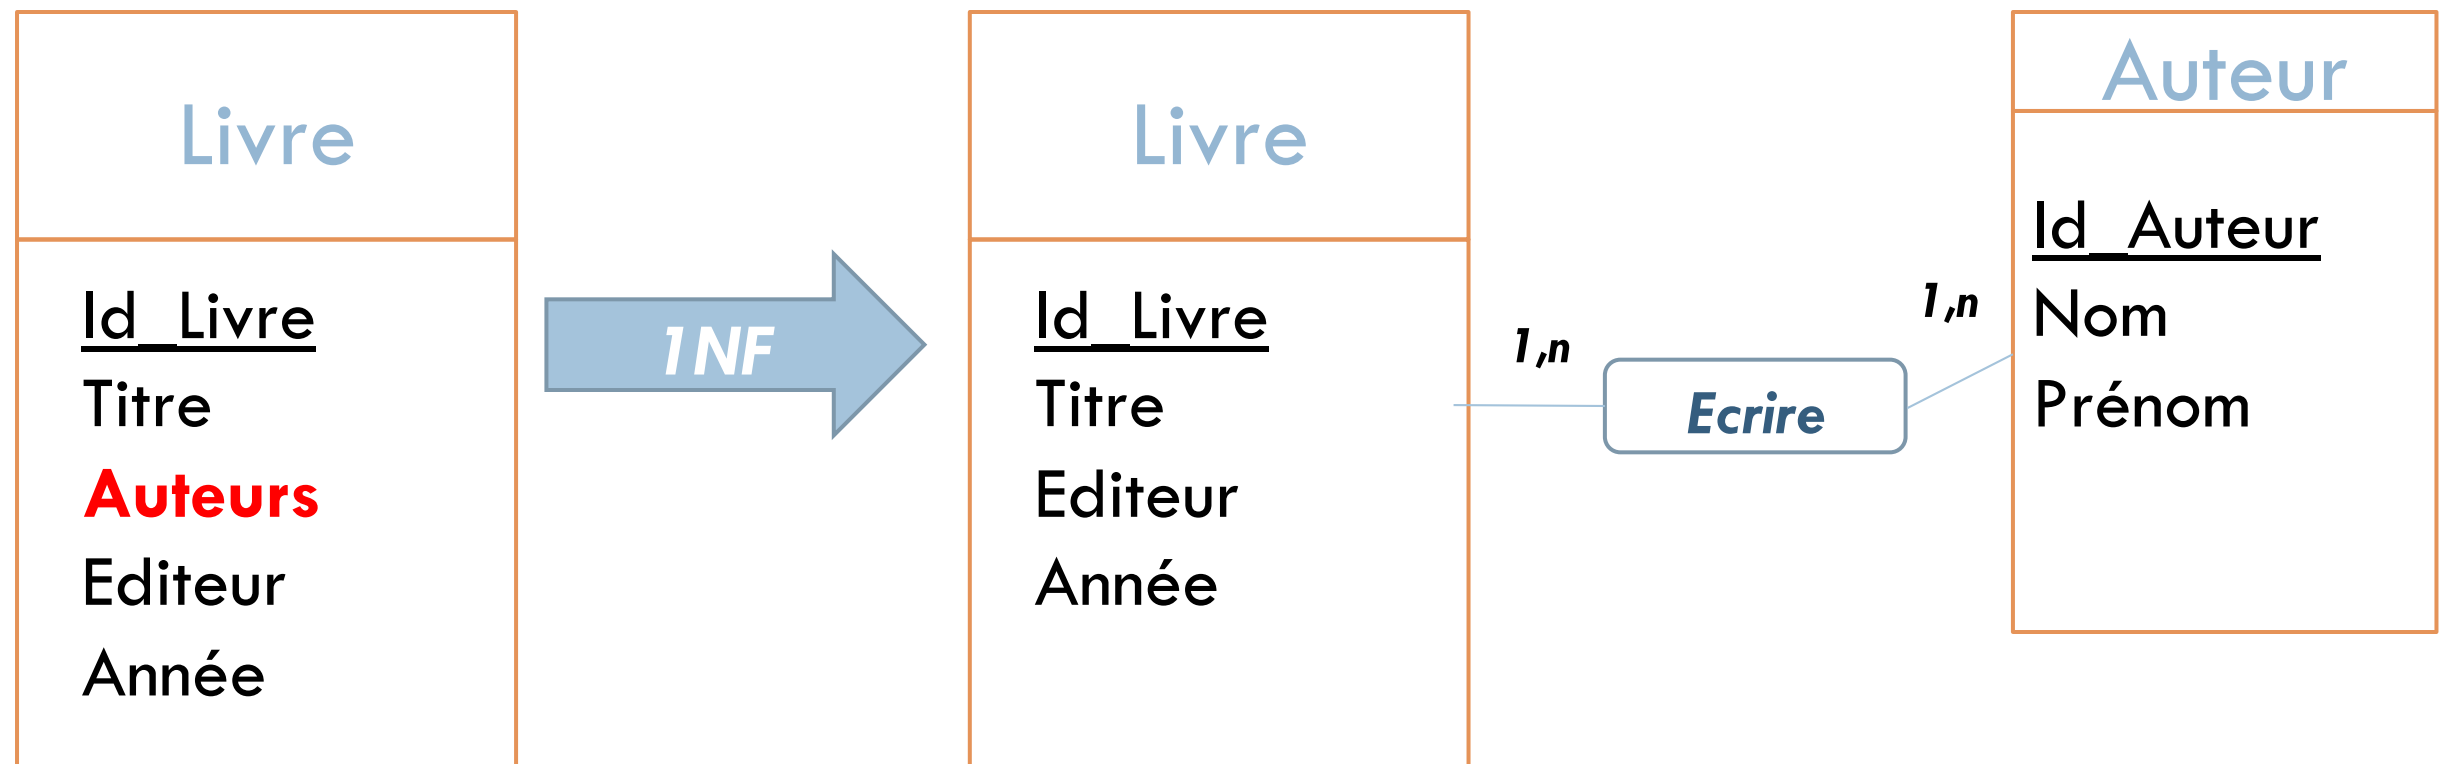 Livre
Id_Livre
Titre
Auteurs
Editeur
Année
1NF
Livre
Id_Livre
Titre
Editeur
Année
1,n
Ecrire
1,n
Auteur
Id_Auteur
Nom
Prénom